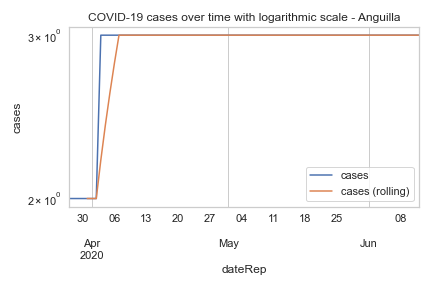 COVID-19 cases over time with logarithmic scale - Anguilla
3 × 10⁰
cases
2 × 10⁰
cases
cases (rolling)
30 06 13 20 27 04 11 18 25 08
Apr May Jun
2020
dateRep